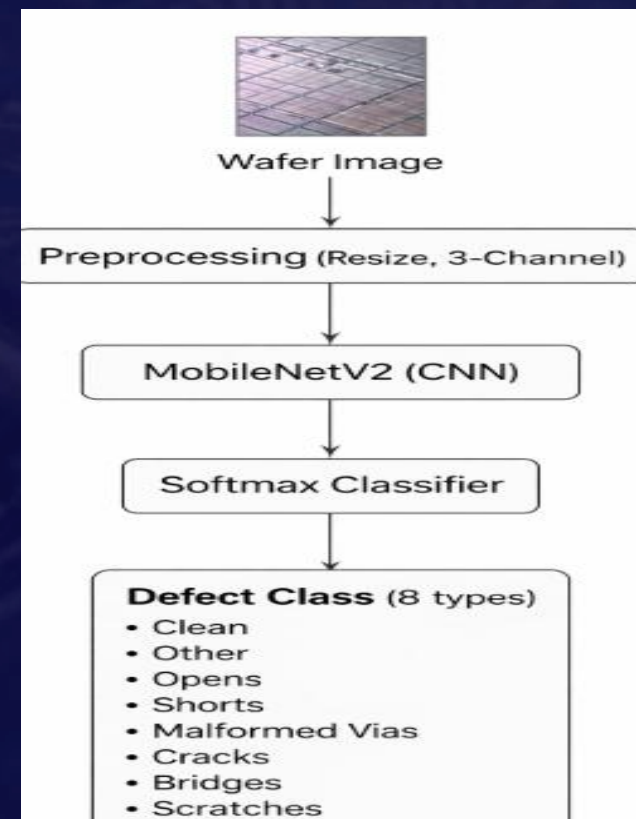 Wafer Image
Preprocessing (Resize, 3-Channel)
MobileNetV2 (CNN)
Softmax Classifier
Defect Class (8 types)
• Clean
• Other
• Opens
• Shorts
• Malformed Vias
• Cracks
• Bridges
• Scratches